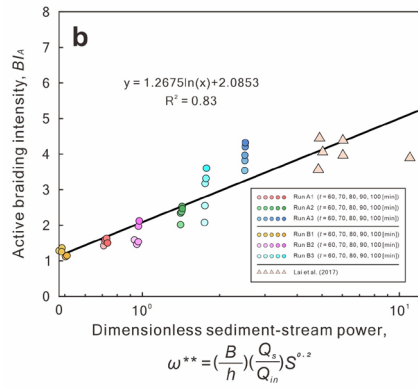 b
y = 1.2675ln(x)+2.0853
R² = 0.83
Active braiding intensity, BI_A
8
7
6
5
4
3
2
1
0
0
10⁰
10¹
Run A1 (t = 60, 70, 80, 90, 100 [min])
Run A2 (t = 60, 70, 80, 90, 100 [min])
Run A3 (t = 60, 70, 80, 90, 100 [min])
Run B1 (t = 60, 70, 80, 90, 100 [min])
Run B2 (t = 60, 70, 80, 90, 100 [min])
Run B3 (t = 60, 70, 80, 90, 100 [min])
Lai et al. (2017)
Dimensionless sediment-stream power,
ω** = (B/h)(Q_s/Q_in)S^0.2